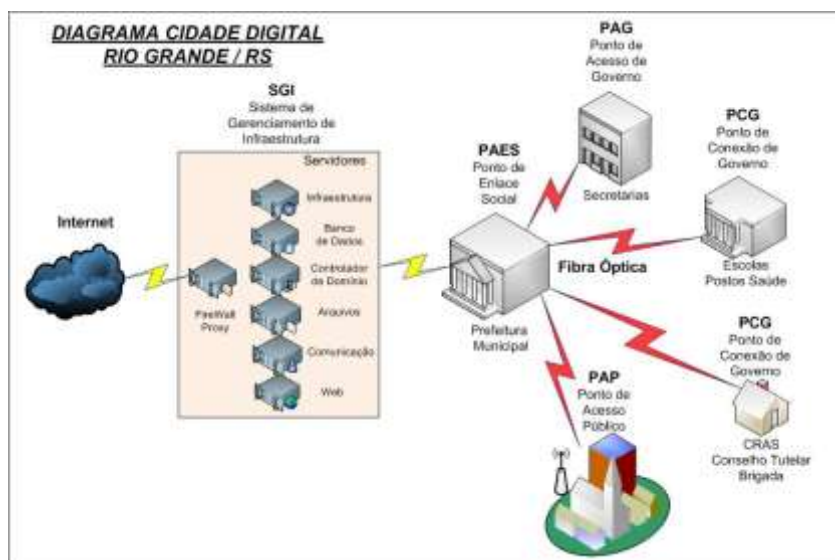 DIAGRAMA CIDADE DIGITAL
RIO GRANDE / RS
SGI
Sistema de
Gerenciamento de
Infraestrutura
Servidores
Infraestrutura
Banco
de Dados
Controlador
de Domínio
Arquivos
Comunicação
Web
FireWall
Proxy
Internet
PAES
Ponto de
Enlace
Social
Prefeitura
Municipal
PAG
Ponto de
Acesso de
Governo
Secretarias
PCG
Ponto de
Conexão de
Governo
Escolas
Postos Saúde
Fibra Óptica
PCG
Ponto de
Conexão de
Governo
CRAS
Conselho Tutelar
Brigada
PAP
Ponto de
Acesso
Público